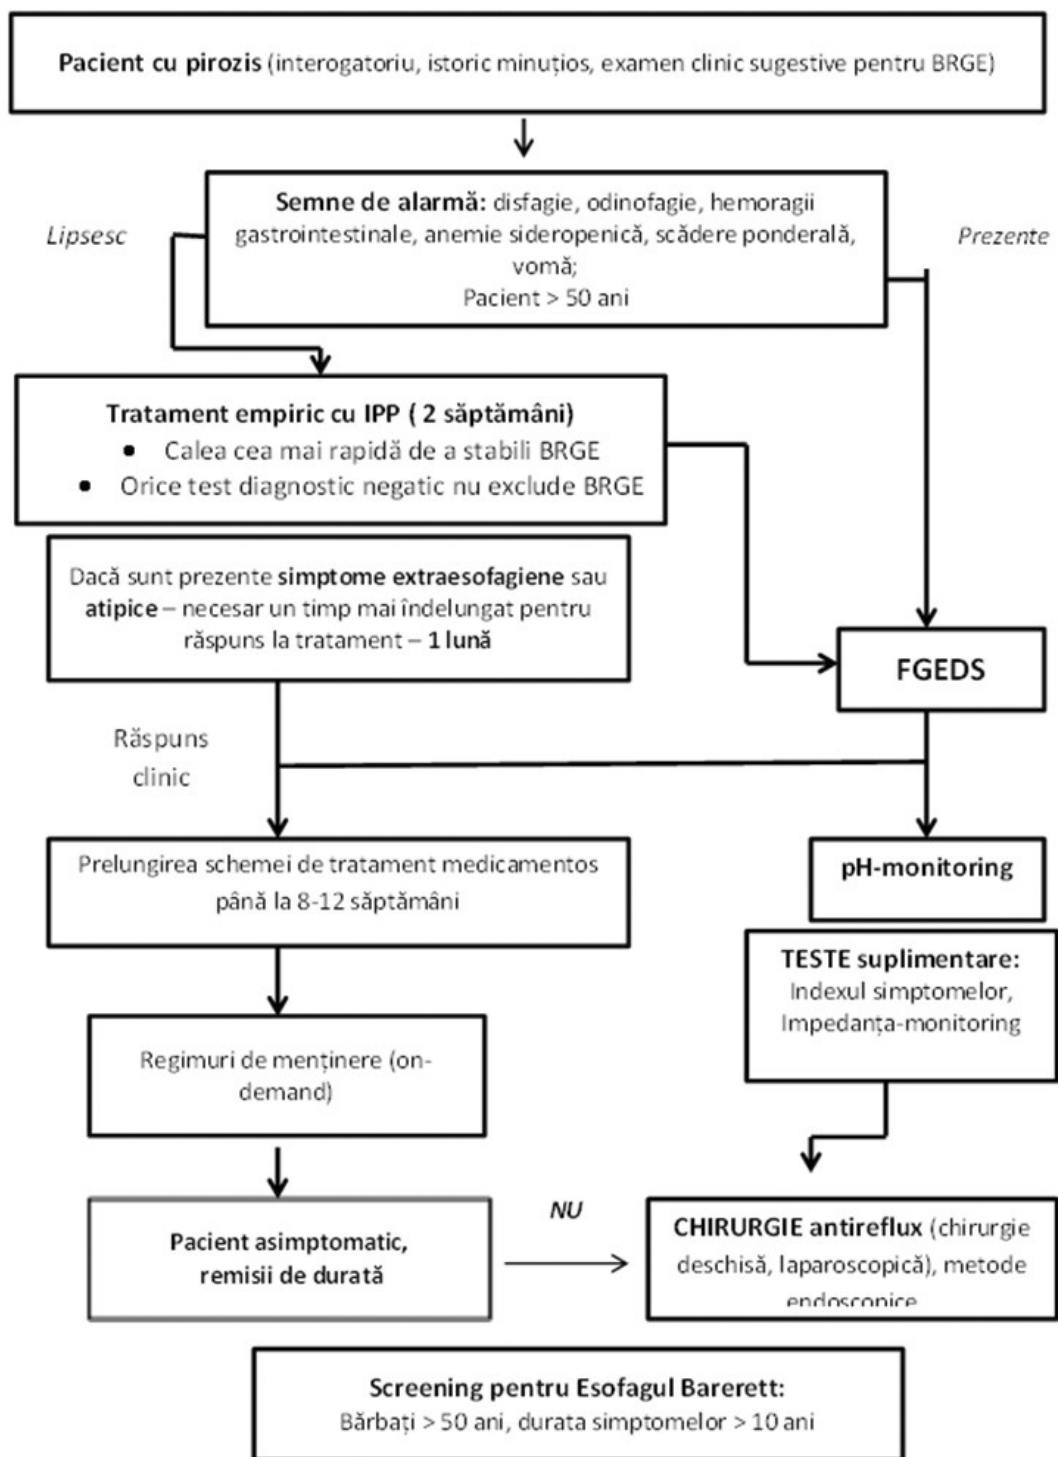 Pacient cu pirozis (interogatoriu, istoric minuțios, examen clinic sugestive pentru BRGE)
Semne de alarmă: disfagie, odinofagie, hemoragii
gastrointestinale, anemie sideropenică, scădere ponderală,
vomă;
Pacient > 50 ani
Lipsesc
Prezente
Tratament empiric cu IPP ( 2 săptămâni)
• Calea cea mai rapidă de a stabili BRGE
• Orice test diagnostic negatic nu exclude BRGE
Dacă sunt prezente simptome extraesofagiene sau
atipice – necesar un timp mai îndelungat pentru
răspuns la tratament – 1 lună
FGEDS
Răspuns
clinic
Prelungirea schemei de tratament medicamentos
până la 8-12 săptămâni
pH-monitoring
TESTE suplimentare:
Indexul simptomelor,
Impedanța-monitoring
Regimuri de menținere (on-
demand)
Pacient asimptomatic,
remisii de durată
NU
CHIRURGIE antireflux (chirurgie
deschisă, laparoscopică), metode
endoscopice
Screening pentru Esofagul Barerett:
Bărbați > 50 ani, durata simptomelor > 10 ani